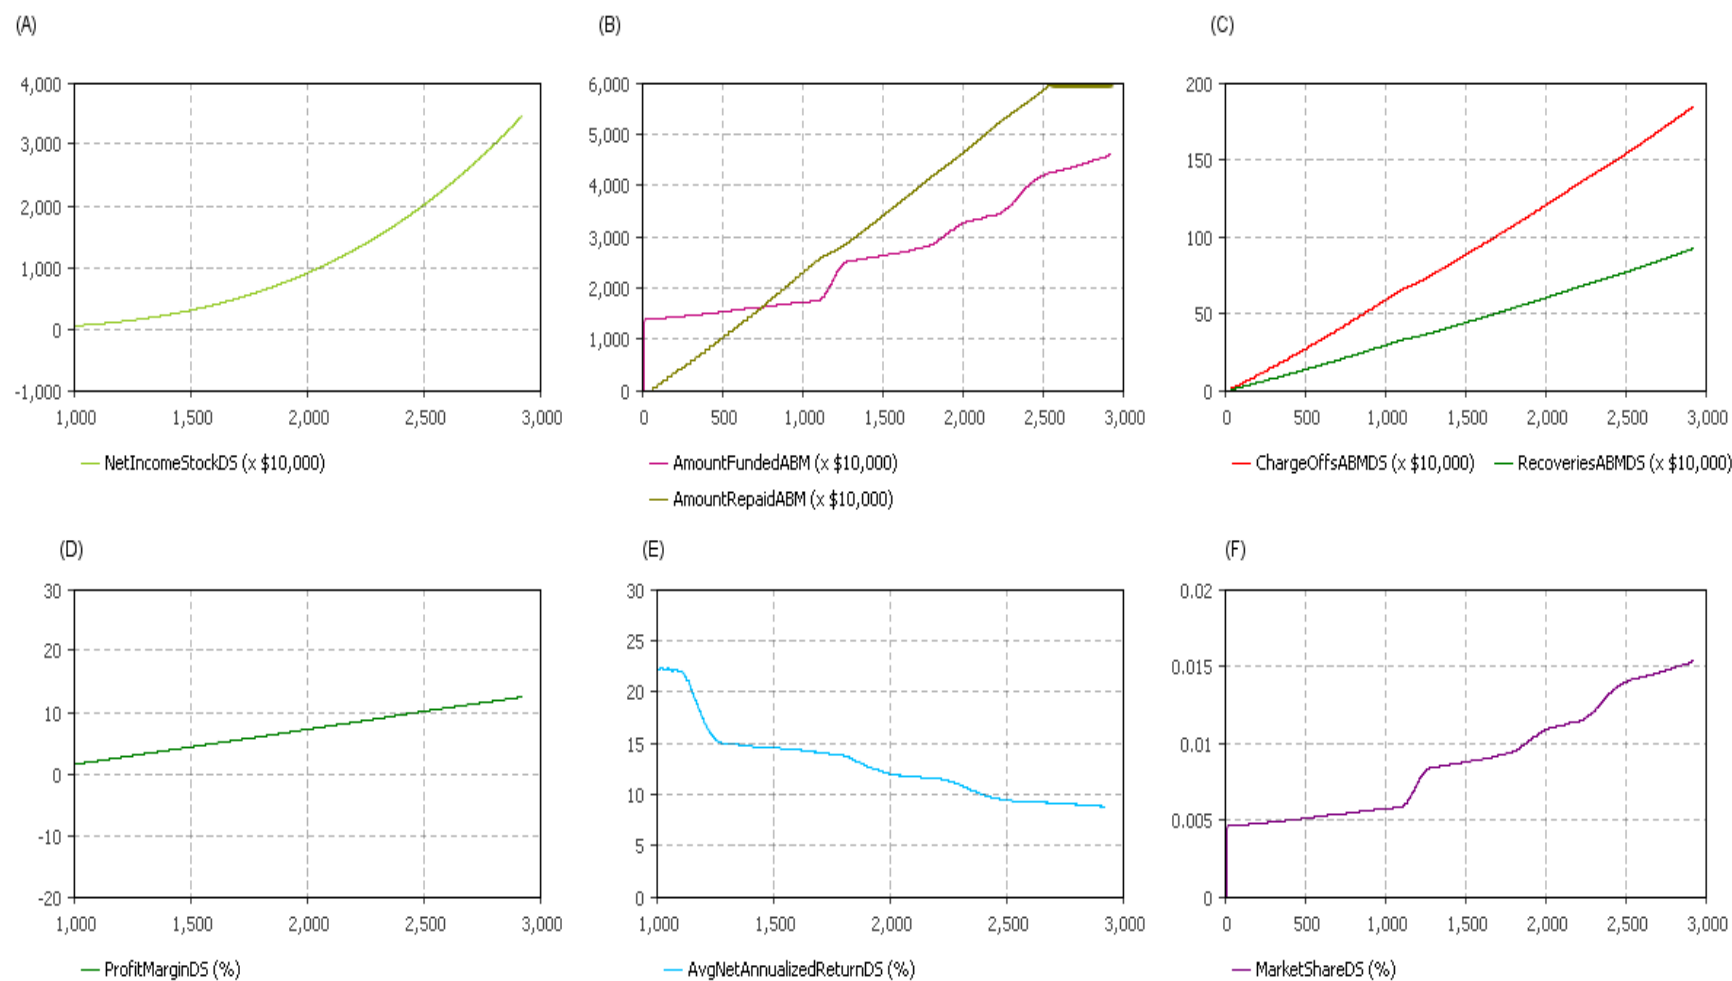 (A)
4,000
3,000
2,000
1,000
0
-1,000
1,000 1,500 2,000 2,500 3,000
NetIncomeStockDS (x $10,000)
(B)
6,000
5,000
4,000
3,000
2,000
1,000
0
0 500 1,000 1,500 2,000 2,500 3,000
AmountFundedABM (x $10,000)
AmountRepaidABM (x $10,000)
(C)
200
150
100
50
0
0 500 1,000 1,500 2,000 2,500 3,000
ChargeOffsABMDS (x $10,000) RecoveriesABMDS (x $10,000)
(D)
30
20
10
0
-10
-20
1,000 1,500 2,000 2,500 3,000
ProfitMarginDS (%)
(E)
30
25
20
15
10
5
0
1,000 1,500 2,000 2,500 3,000
AvgNetAnnualizedReturnDS (%)
(F)
0.02
0.015
0.01
0.005
0
0 500 1,000 1,500 2,000 2,500 3,000
MarketShareDS (%)